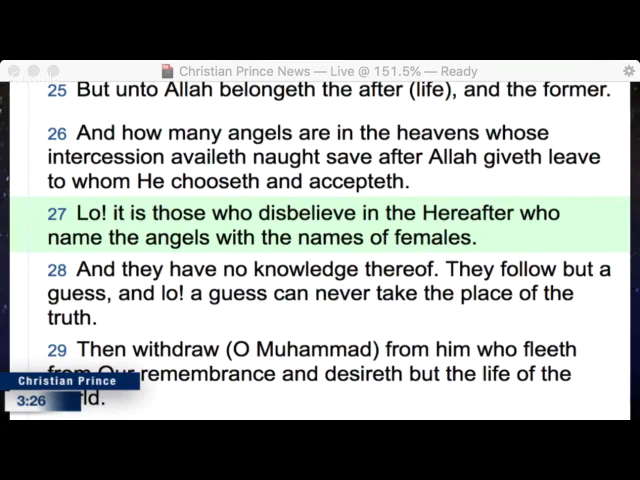 Christian Prince News — Live @ 151.5% — Ready
25 But unto Allah belongeth the after (life), and the former.
26 And how many angels are in the heavens whose
intercession availeth naught save after Allah giveth leave
to whom He chooseth and accepteth.
27 Lo! it is those who disbelieve in the Hereafter who
name the angels with the names of females.
28 And they have no knowledge thereof. They follow but a
guess, and lo! a guess can never take the place of the
truth.
29 Then withdraw (O Muhammad) from him who fleeth
from Our remembrance and desireth but the life of the
Christian Prince
3:26